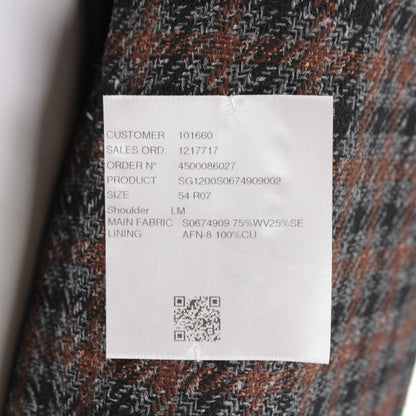 CUSTOMER 101660
SALES ORD. 1217717
ORDER N° 4500086027
PRODUCT SG1200S0674909002
SIZE 54 R07
Shoulder LM
MAIN FABRIC S0674909 75%WV25%SE
LINING AFN-8 100%CU